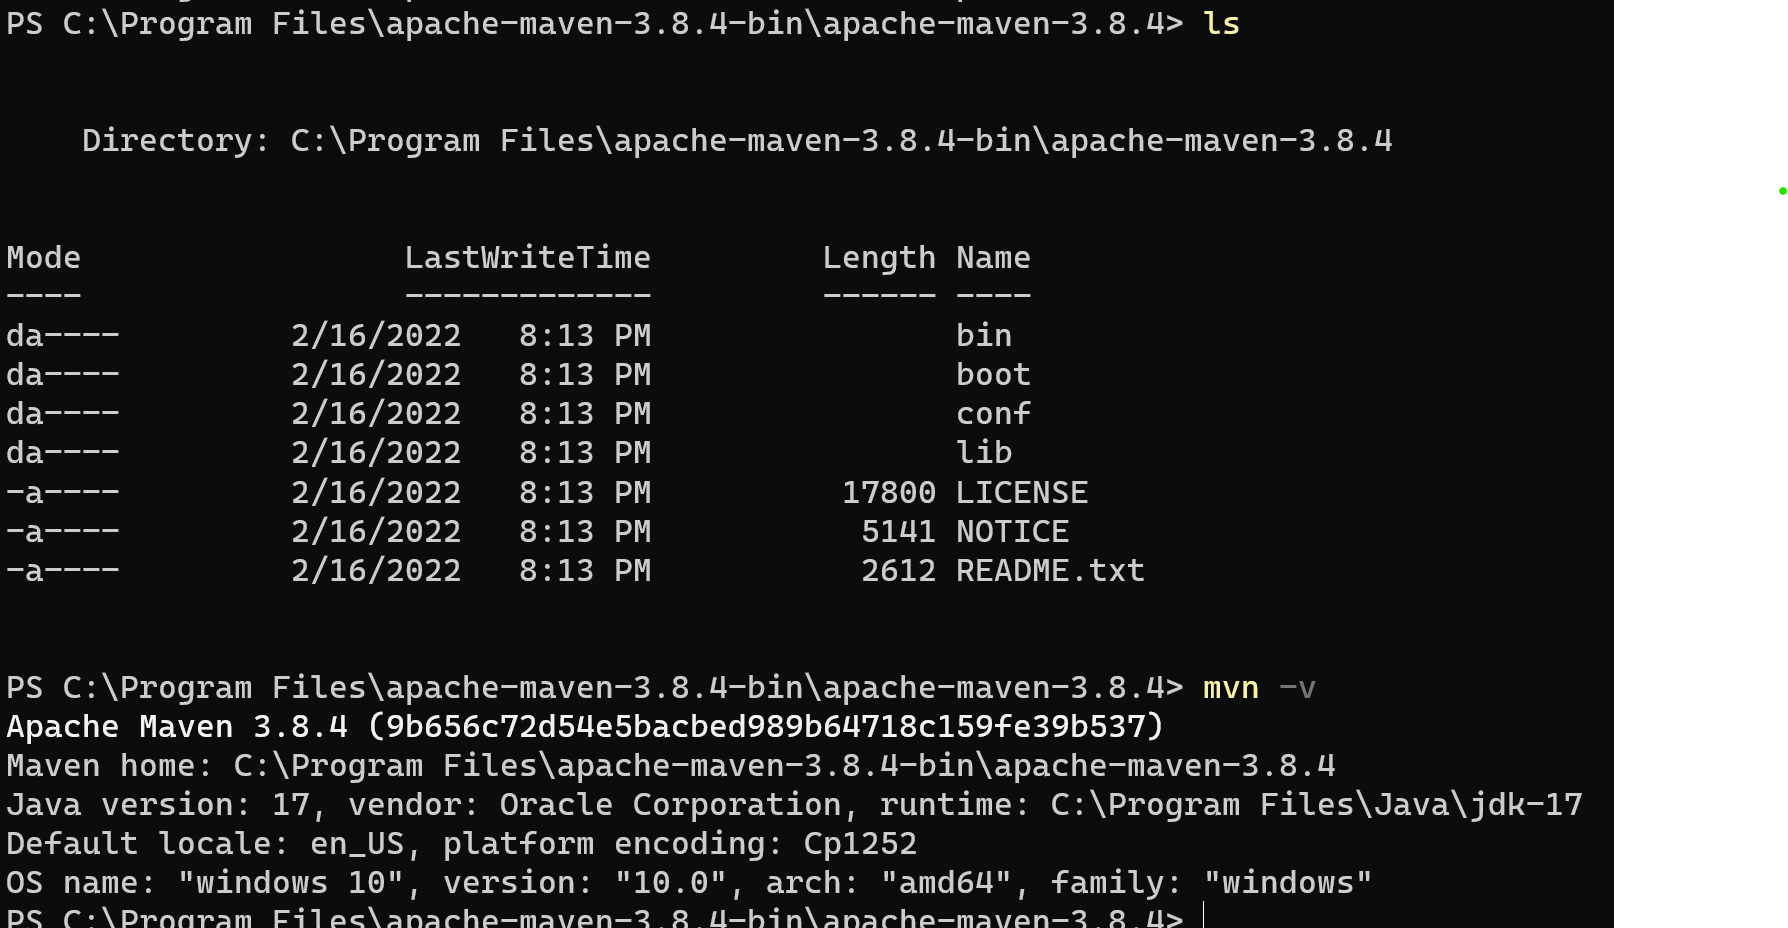 PS C:\Program Files\apache-maven-3.8.4-bin\apache-maven-3.8.4> ls
Directory: C:\Program Files\apache-maven-3.8.4-bin\apache-maven-3.8.4
Mode LastWriteTime Length Name
---- ------------- ------ ----
da---- 2/16/2022 8:13 PM bin
da---- 2/16/2022 8:13 PM boot
da---- 2/16/2022 8:13 PM conf
da---- 2/16/2022 8:13 PM lib
-a---- 2/16/2022 8:13 PM 17800 LICENSE
-a---- 2/16/2022 8:13 PM 5141 NOTICE
-a---- 2/16/2022 8:13 PM 2612 README.txt
PS C:\Program Files\apache-maven-3.8.4-bin\apache-maven-3.8.4> mvn -v
Apache Maven 3.8.4 (9b656c72d54e5bacbed989b64718c159fe39b537)
Maven home: C:\Program Files\apache-maven-3.8.4-bin\apache-maven-3.8.4
Java version: 17, vendor: Oracle Corporation, runtime: C:\Program Files\Java\jdk-17
Default locale: en_US, platform encoding: Cp1252
OS name: "windows 10", version: "10.0", arch: "amd64", family: "windows"
PS C:\Program Files\apache-maven-3.8.4-bin\apache-maven-3.8.4>